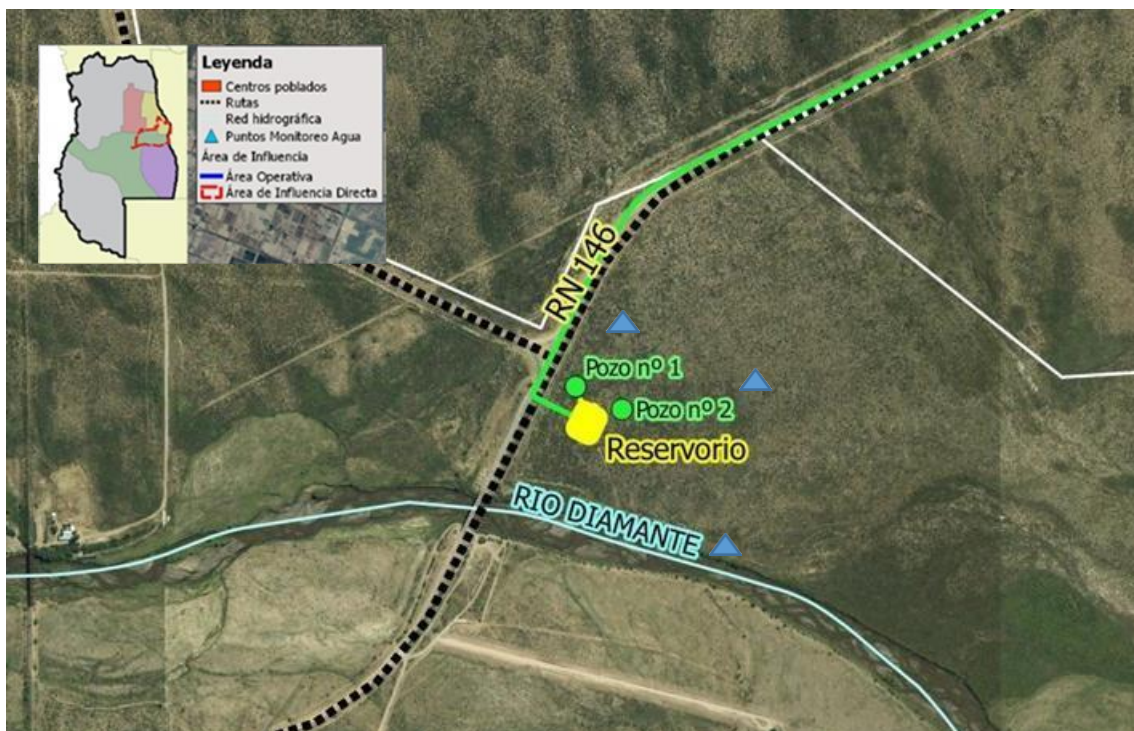 Leyenda
Centros poblados
Rutas
Red hidrográfica
Puntos Monitoreo Agua
Área de Influencia
Área Operativa
Área de Influencia Directa
RN 146
Pozo nº 1
Pozo nº 2
Reservorio
RIO DIAMANTE